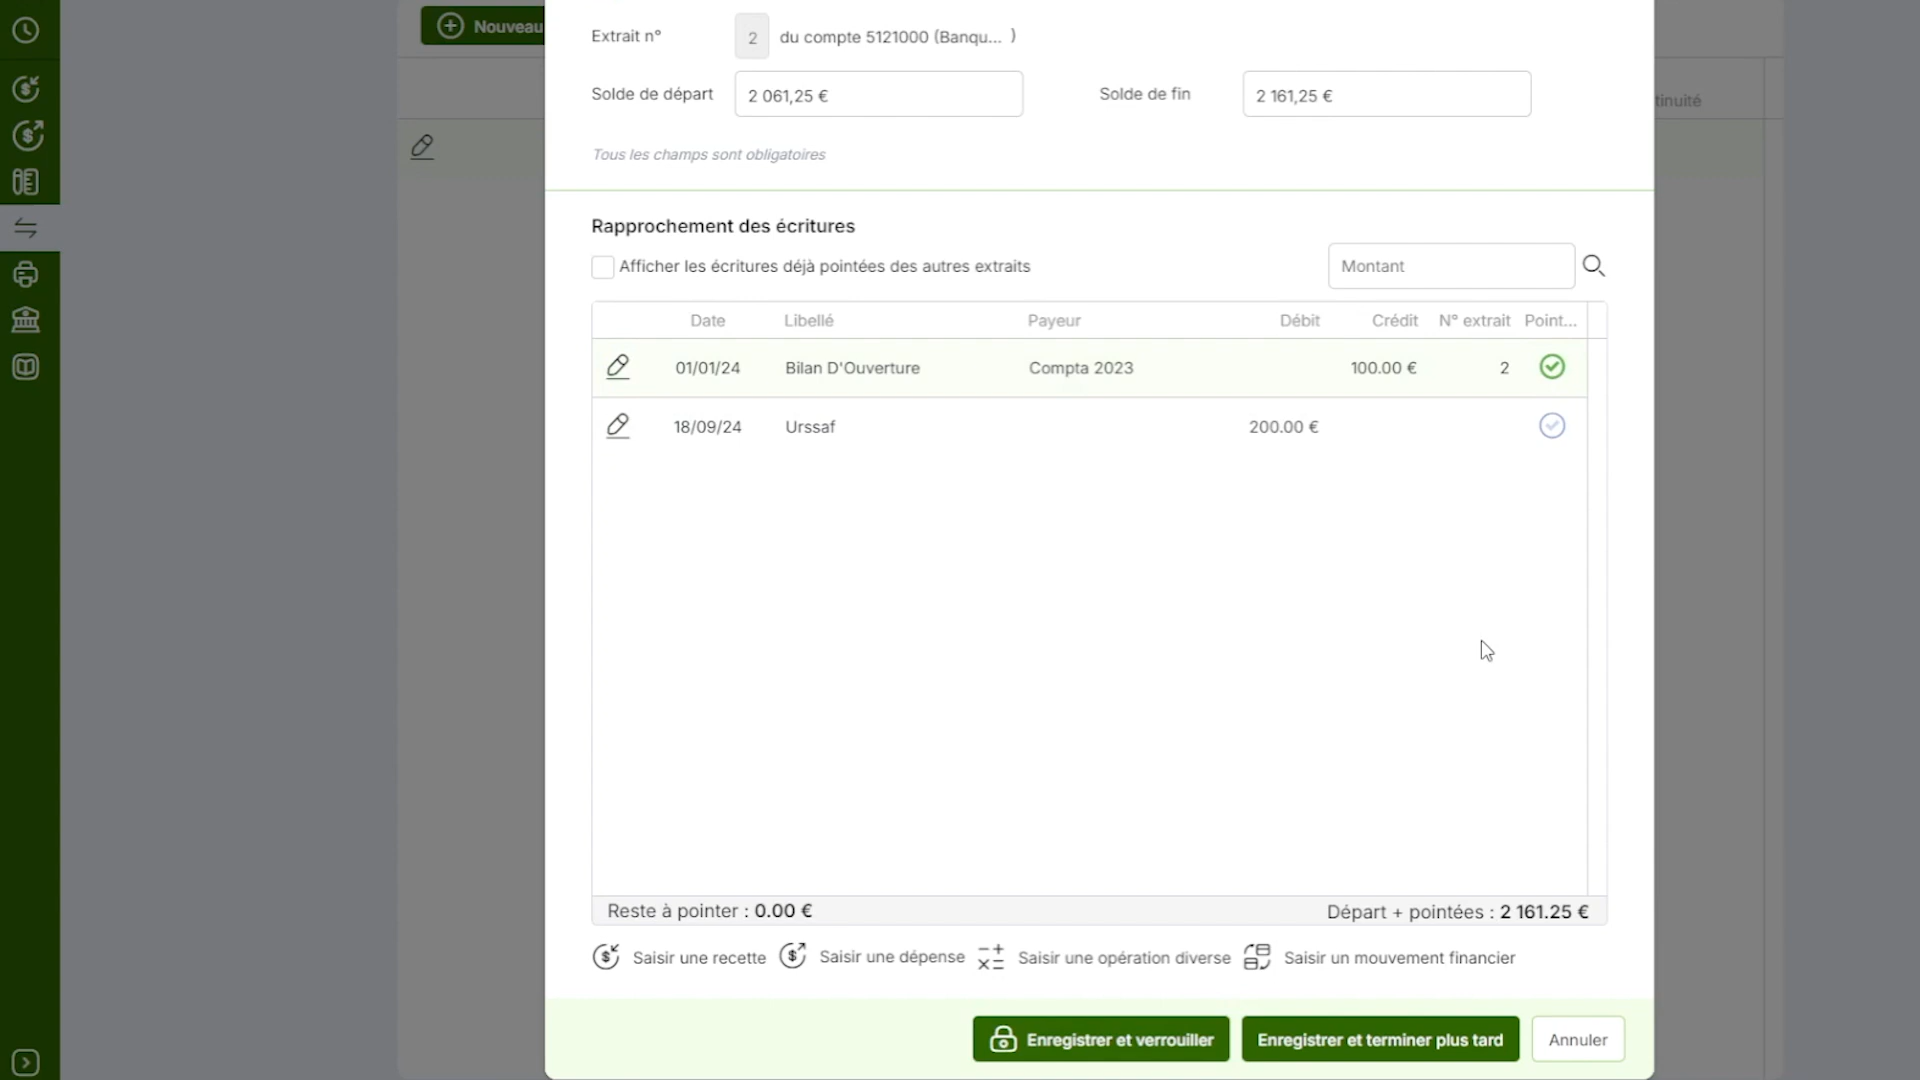 Nouveau
Extrait n° 2 du compte 5121000 (Banqu... )
Solde de départ 2 061,25 € Solde de fin 2 161,25 €
tinuité
Tous les champs sont obligatoires
Rapprochement des écritures
Afficher les écritures déjà pointées des autres extraits Montant
Date Libellé Payeur Débit Crédit N° extrait Point...
01/01/24 Bilan D'Ouverture Compta 2023 100.00 € 2
18/09/24 Urssaf 200.00 €
Reste à pointer : 0.00 € Départ + pointées : 2 161.25 €
Saisir une recette Saisir une dépense Saisir une opération diverse Saisir un mouvement financier
Enregistrer et verrouiller Enregistrer et terminer plus tard Annuler